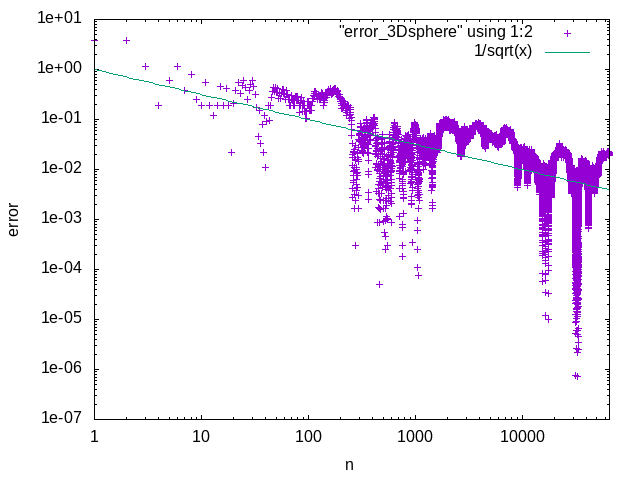 "error_3Dsphere" using 1:2
1/sqrt(x)
1e+01
1e+00
1e-01
1e-02
1e-03
1e-04
1e-05
1e-06
1e-07
error
1 10 100 1000 10000
n